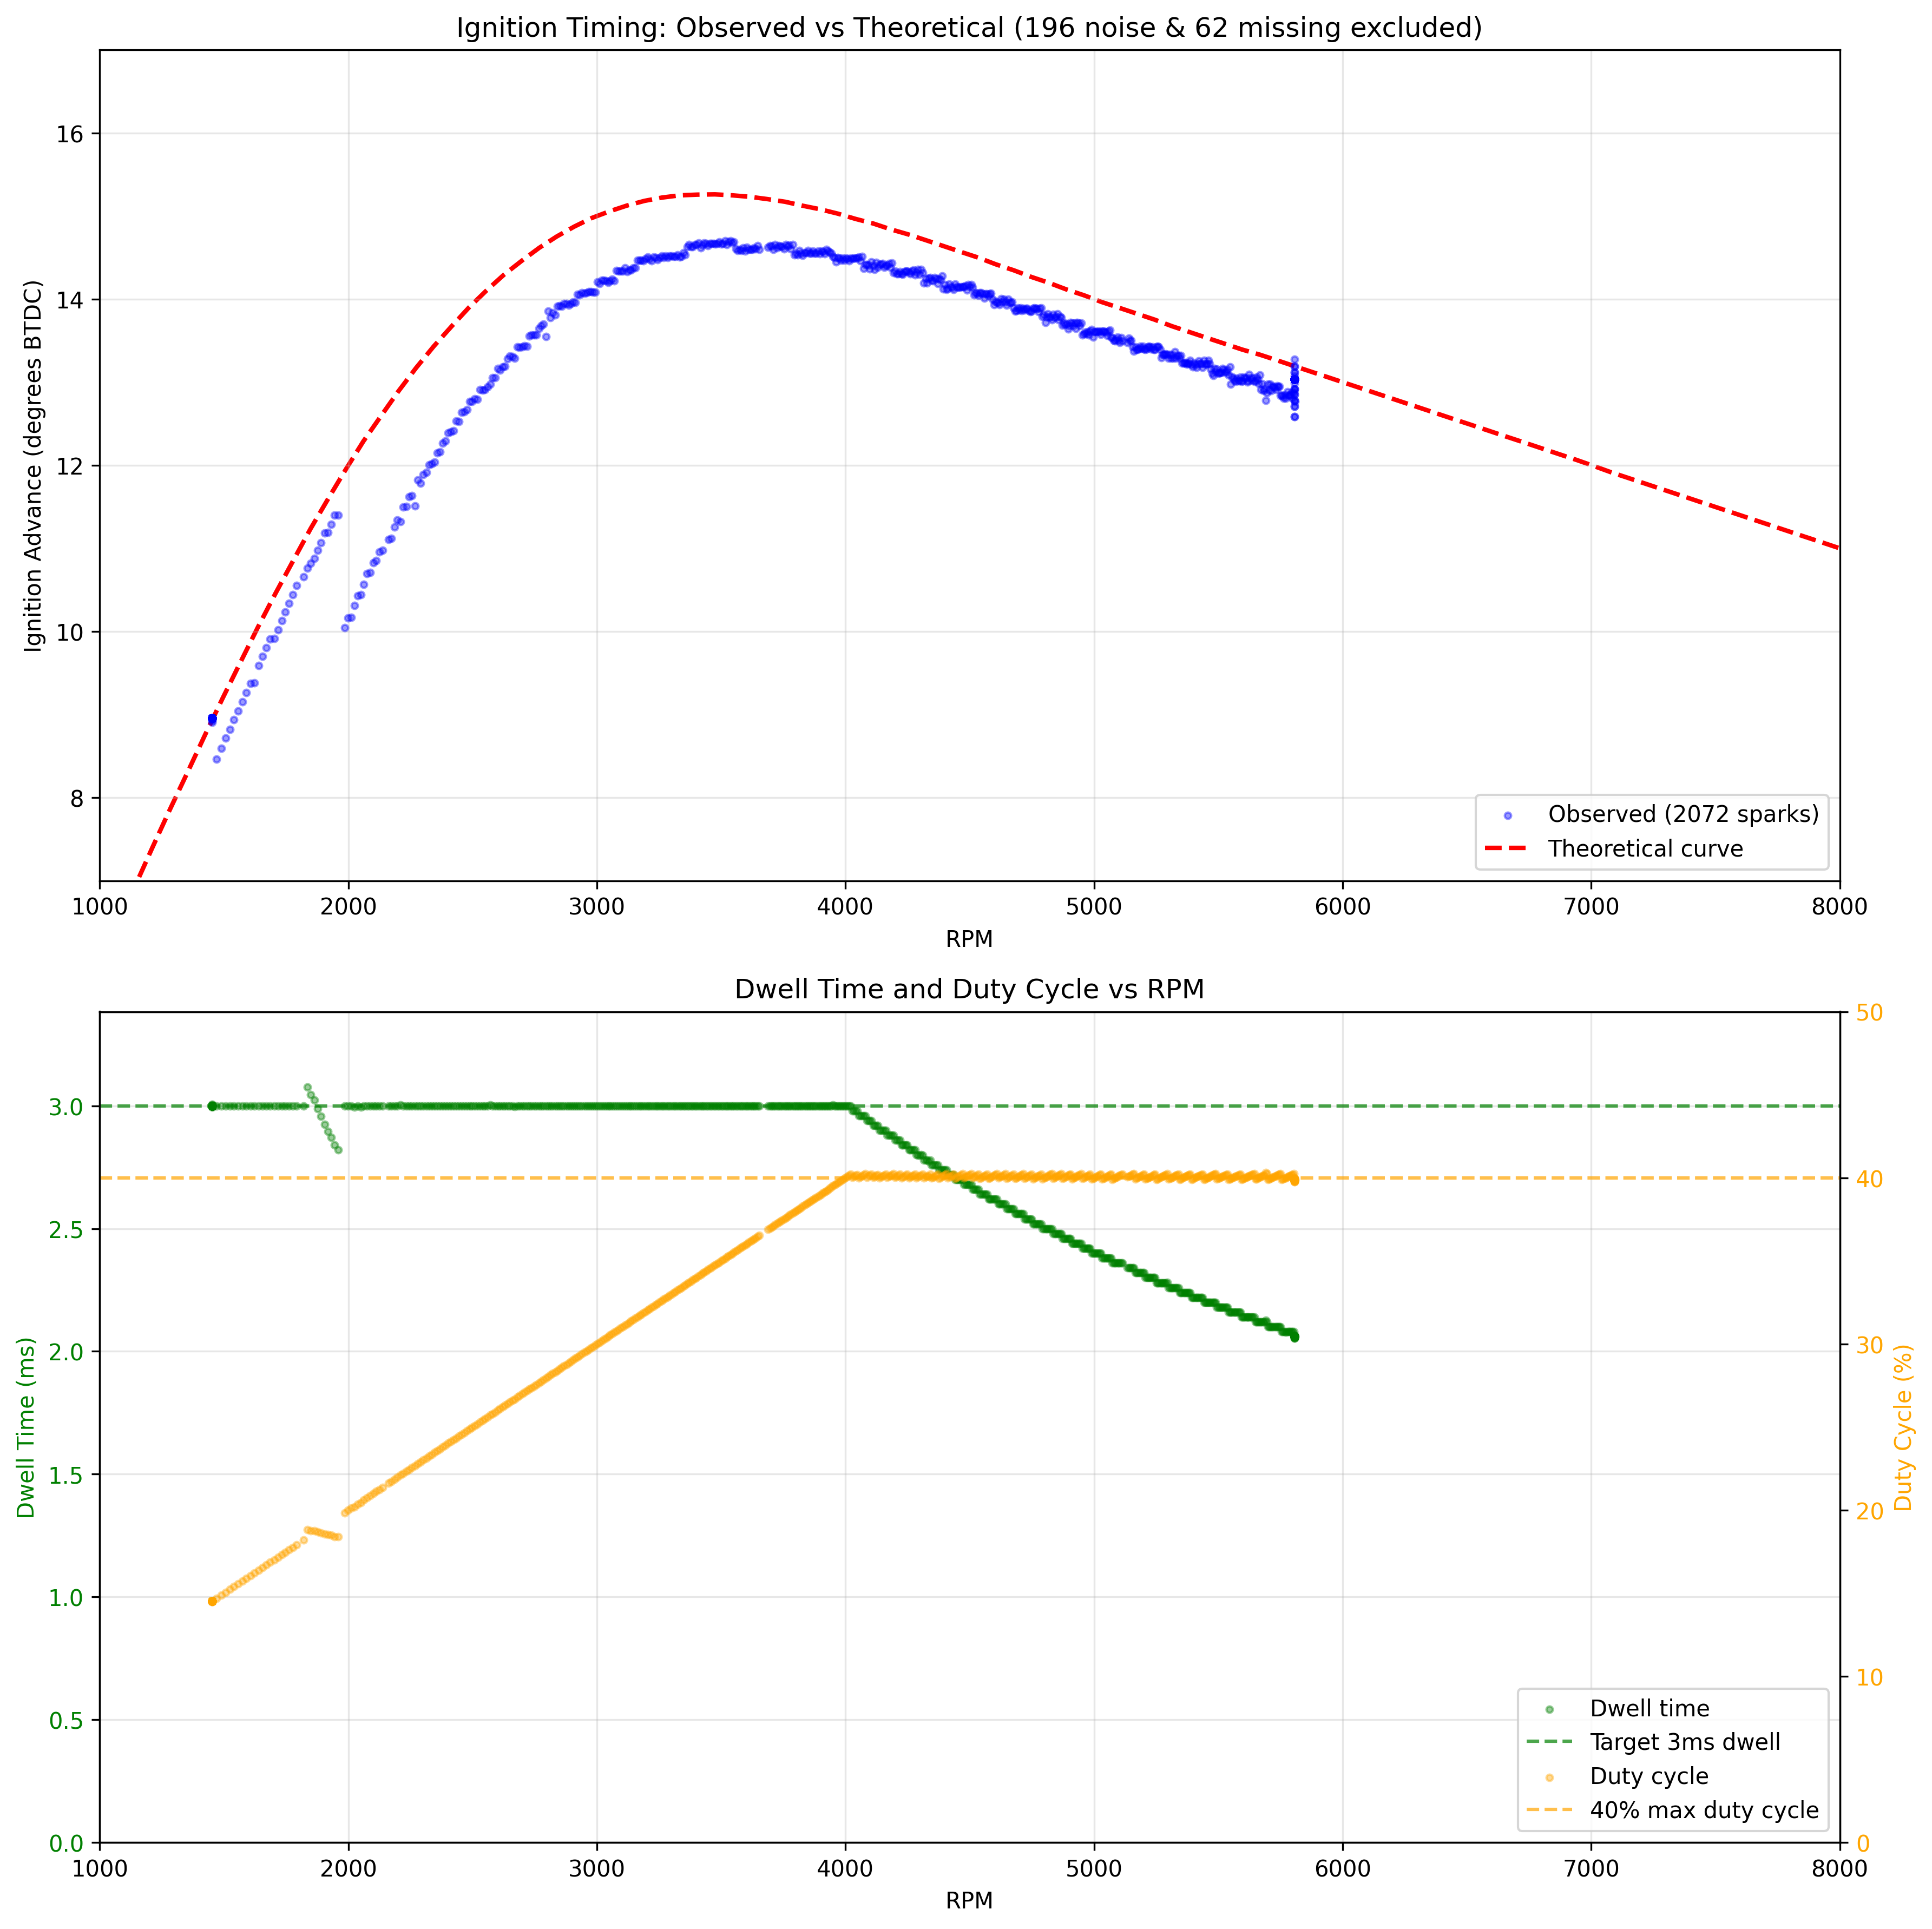 Ignition Timing: Observed vs Theoretical (196 noise & 62 missing excluded)
Ignition Advance (degrees BTDC)
16
14
12
10
8
1000 2000 3000 4000 5000 6000 7000 8000
RPM
Observed (2072 sparks)
Theoretical curve
Dwell Time and Duty Cycle vs RPM
Dwell Time (ms)
3.0
2.5
2.0
1.5
1.0
0.5
0.0
50
40
30
20
10
0
Duty Cycle (%)
Dwell time
Target 3ms dwell
Duty cycle
40% max duty cycle
1000 2000 3000 4000 5000 6000 7000 8000
RPM